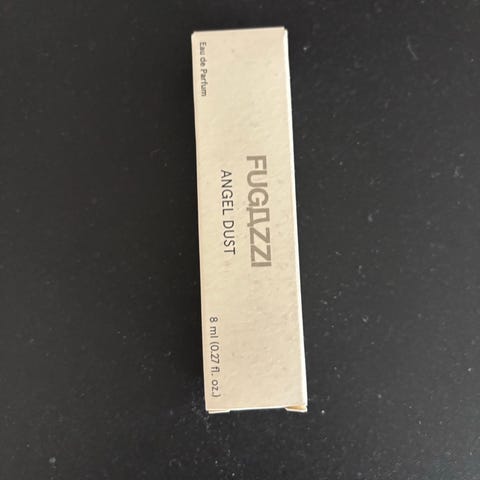 Eau de Parfum
FUGAZZI
ANGEL DUST
8 ml (0.27 fl. oz.)